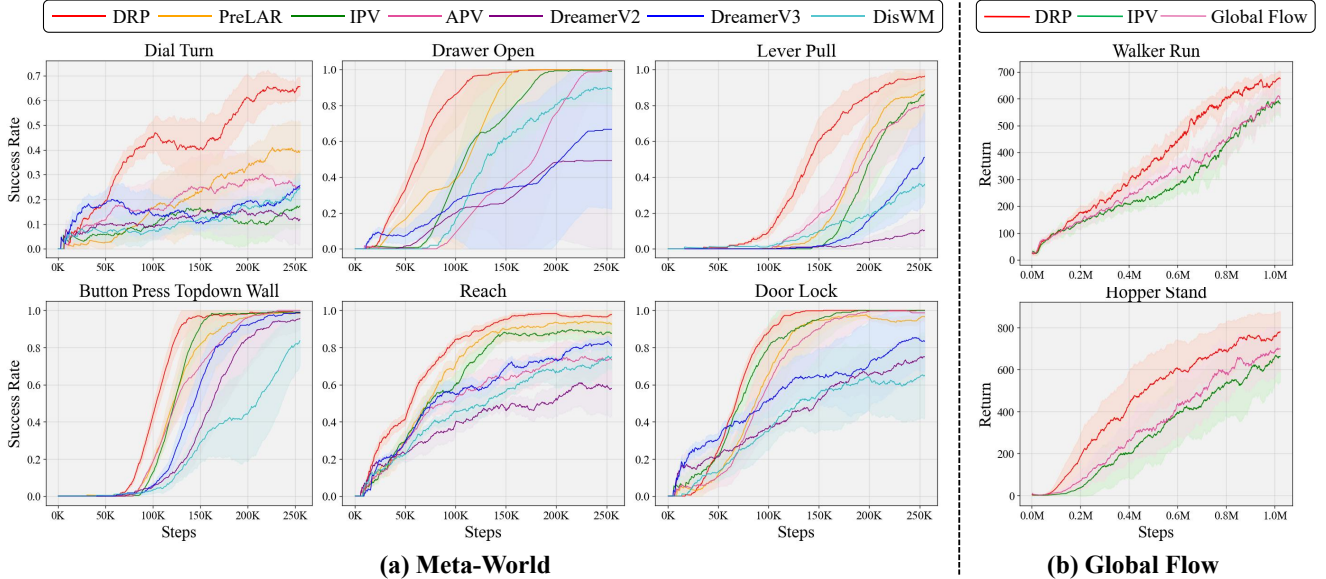 DRP PreLAR IPV APV DreamerV2 DreamerV3 DisWM
DRP IPV Global Flow
Dial Turn
Success Rate
0.7
0.6
0.5
0.4
0.3
0.2
0.1
0.0
0K 50K 100K 150K 200K 250K
Drawer Open
1.0
0.8
0.6
0.4
0.2
0.0
0K 50K 100K 150K 200K 250K
Lever Pull
1.0
0.8
0.6
0.4
0.2
0.0
0K 50K 100K 150K 200K 250K
Walker Run
Return
700
600
500
400
300
200
100
0
0.0M 0.2M 0.4M 0.6M 0.8M 1.0M
Button Press Topdown Wall
Success Rate
1.0
0.8
0.6
0.4
0.2
0.0
0K 50K 100K 150K 200K 250K
Steps
Reach
1.0
0.8
0.6
0.4
0.2
0.0
0K 50K 100K 150K 200K 250K
Steps
Door Lock
1.0
0.8
0.6
0.4
0.2
0.0
0K 50K 100K 150K 200K 250K
Steps
Hopper Stand
Return
800
600
400
200
0
0.0M 0.2M 0.4M 0.6M 0.8M 1.0M
Steps
(a) Meta-World
(b) Global Flow